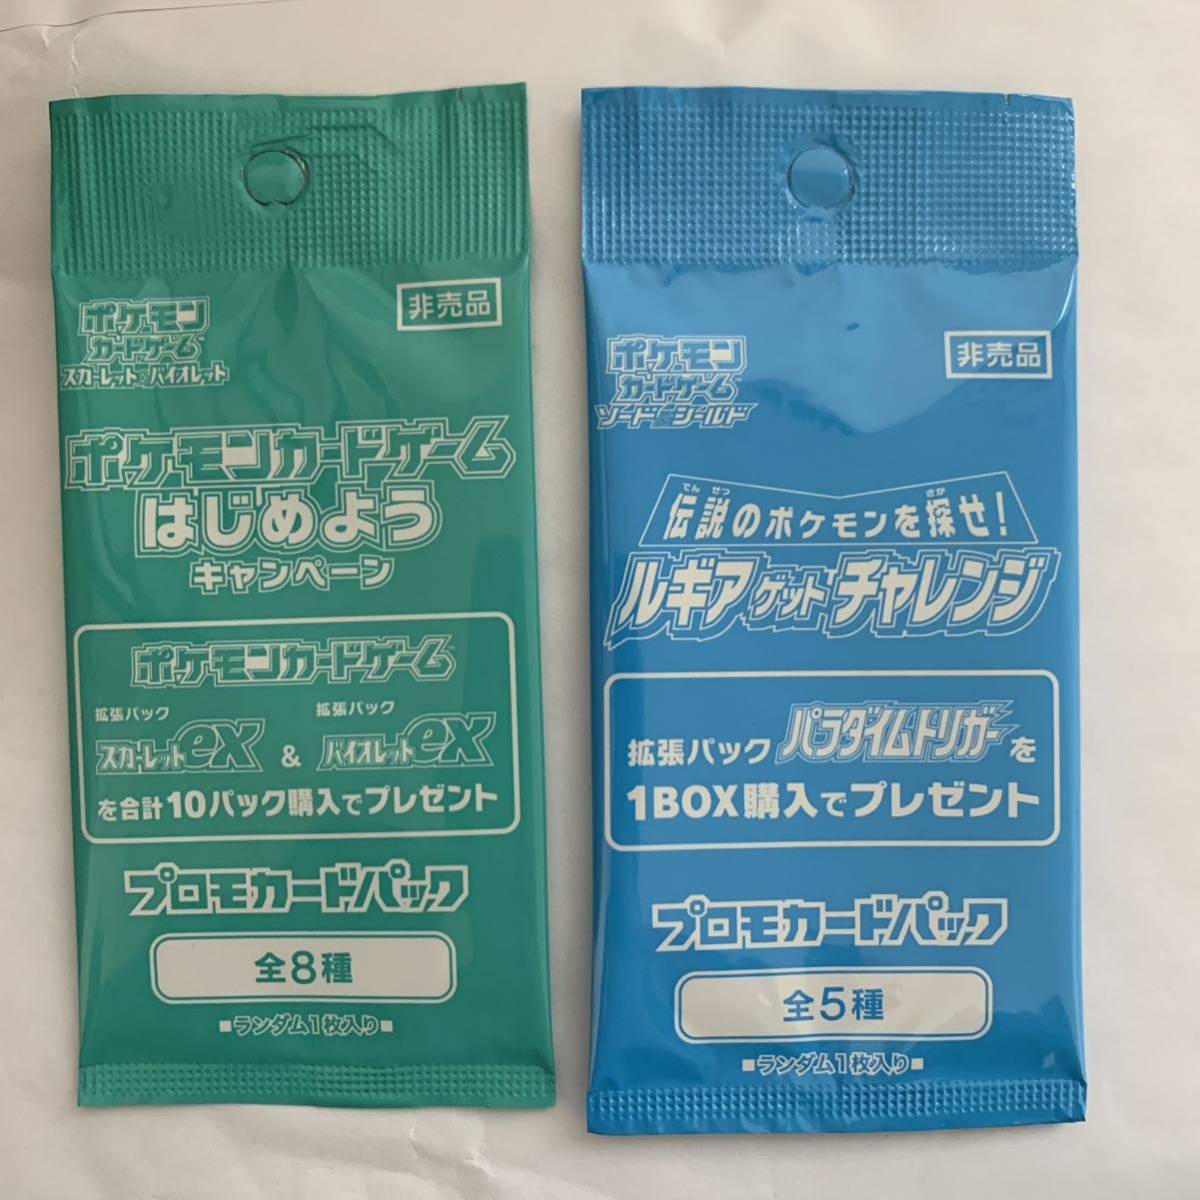 非売品
ポケモン
カードゲーム™
スカーレット&バイオレット
ポケモンカードゲーム
はじめよう
キャンペーン
ポケモンカードゲーム
拡張パック 拡張パック
スカーレットex & バイオレットex
を合計10パック購入でプレゼント
プロモカードパック
全8種
■ランダム1枚入り■
非売品
ポケモン
カードゲーム™
ソード&シールド
でんせつ さが
伝説のポケモンを探せ!
ルギアゲットチャレンジ
拡張パック パラダイムトリガーを
1BOX購入でプレゼント
プロモカードパック
全5種
■ランダム1枚入り■